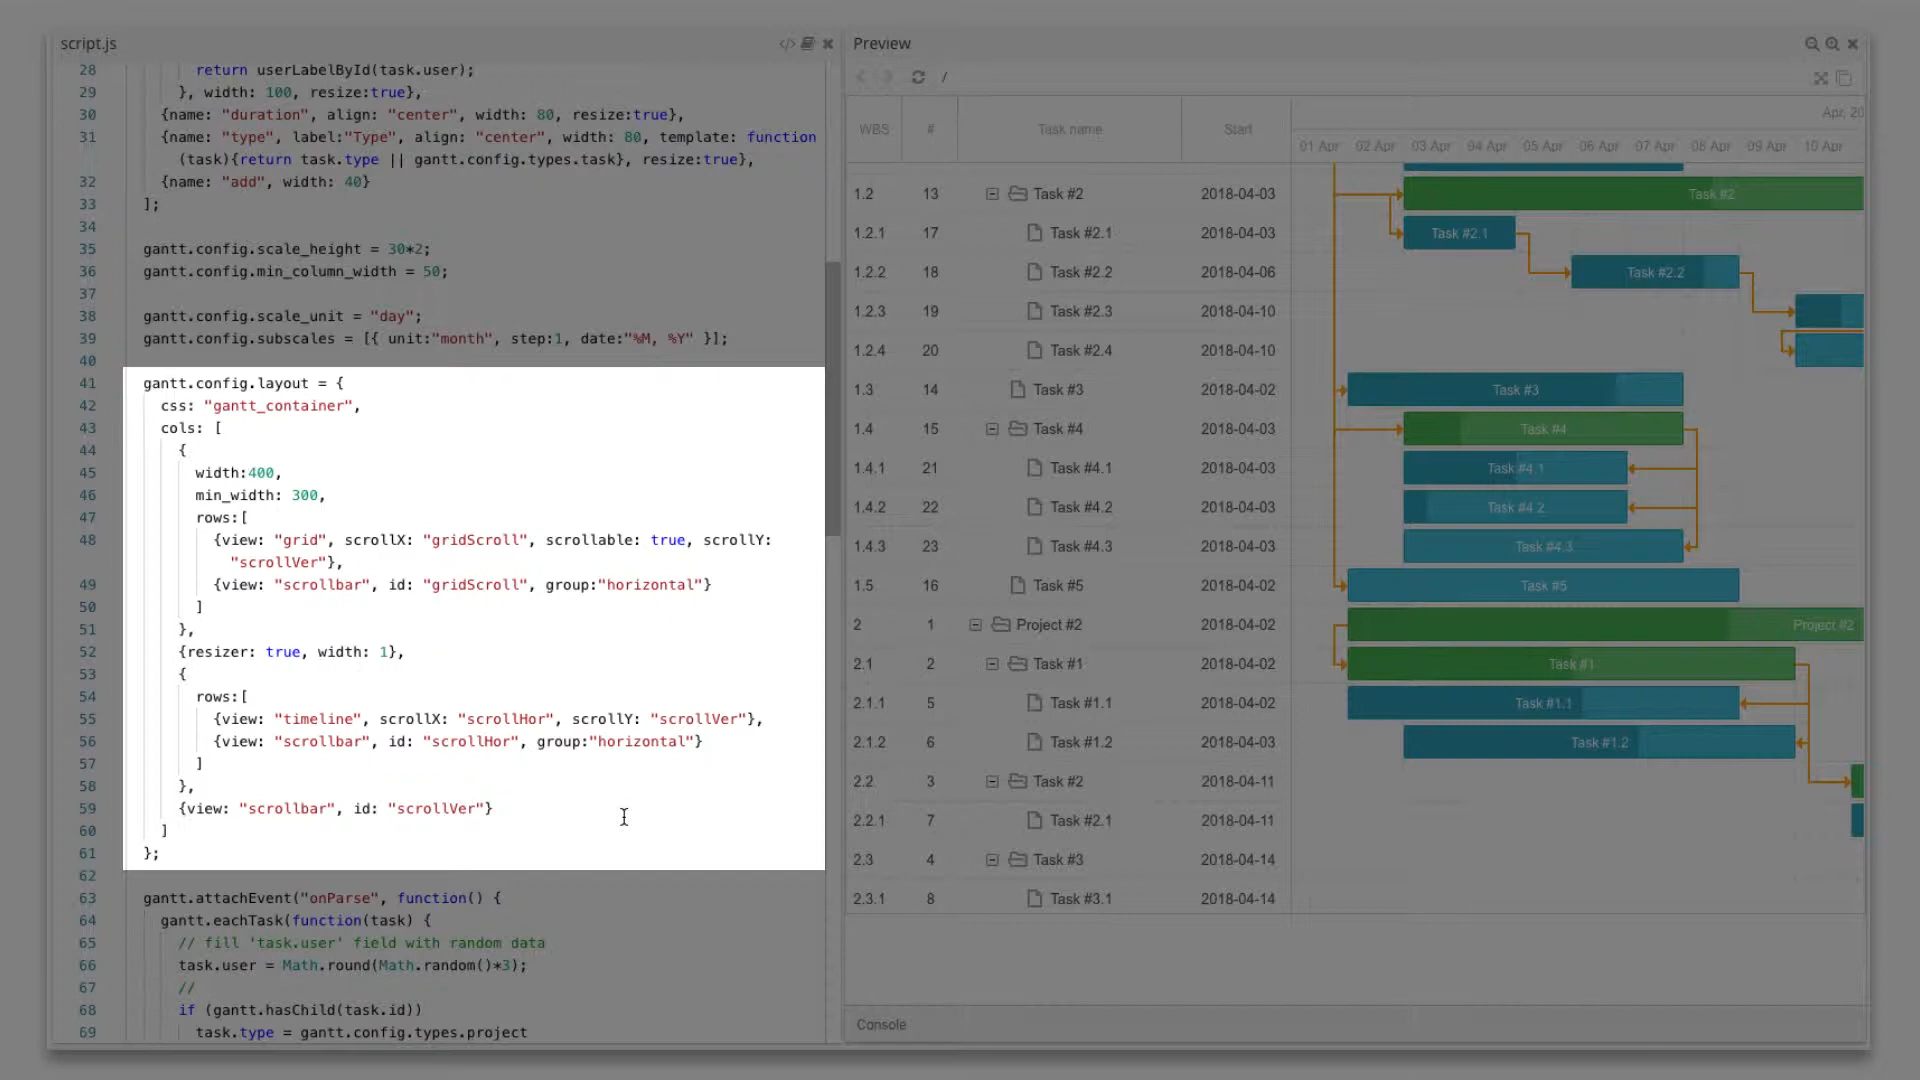 script.js
28 return userLabelById(task.user);
29 }, width: 100, resize:true},
30 {name: "duration", align: "center", width: 80, resize:true},
31 {name: "type", label:"Type", align: "center", width: 80, template: function
(task){return task.type || gantt.config.types.task}, resize:true},
32 {name: "add", width: 40}
33 ];
34
35 gantt.config.scale_height = 30*2;
36 gantt.config.min_column_width = 50;
37
38 gantt.config.scale_unit = "day";
39 gantt.config.subscales = [{ unit:"month", step:1, date:"%M, %Y" }];
40
41 gantt.config.layout = {
42 css: "gantt_container",
43 cols: [
44 {
45 width:400,
46 min_width: 300,
47 rows:[
48 {view: "grid", scrollX: "gridScroll", scrollable: true, scrollY:
"scrollVer"},
49 {view: "scrollbar", id: "gridScroll", group:"horizontal"}
50 ]
51 },
52 {resizer: true, width: 1},
53 {
54 rows:[
55 {view: "timeline", scrollX: "scrollHor", scrollY: "scrollVer"},
56 {view: "scrollbar", id: "scrollHor", group:"horizontal"}
57 ]
58 },
59 {view: "scrollbar", id: "scrollVer"}
60 ]
61 };
62
63 gantt.attachEvent("onParse", function() {
64 gantt.eachTask(function(task) {
65 // fill 'task.user' field with random data
66 task.user = Math.round(Math.random()*3);
67 //
68 if (gantt.hasChild(task.id))
69 task.type = gantt.config.types.project
Preview
/
WBS # Task name Start
Apr, 20
01 Apr 02 Apr 03 Apr 04 Apr 05 Apr 06 Apr 07 Apr 08 Apr 09 Apr 10 Apr
1.2 13 Task #2 2018-04-03 Task #2
1.2.1 17 Task #2.1 2018-04-03 Task #2.1
1.2.2 18 Task #2.2 2018-04-06 Task #2.2
1.2.3 19 Task #2.3 2018-04-10
1.2.4 20 Task #2.4 2018-04-10
1.3 14 Task #3 2018-04-02 Task #3
1.4 15 Task #4 2018-04-03 Task #4
1.4.1 21 Task #4.1 2018-04-03 Task #4.1
1.4.2 22 Task #4.2 2018-04-03 Task #4.2
1.4.3 23 Task #4.3 2018-04-03 Task #4.3
1.5 16 Task #5 2018-04-02 Task #5
2 1 Project #2 2018-04-02 Project #2
2.1 2 Task #1 2018-04-02 Task #1
2.1.1 5 Task #1.1 2018-04-02 Task #1.1
2.1.2 6 Task #1.2 2018-04-03 Task #1.2
2.2 3 Task #2 2018-04-11
2.2.1 7 Task #2.1 2018-04-11
2.3 4 Task #3 2018-04-14
2.3.1 8 Task #3.1 2018-04-14
Console